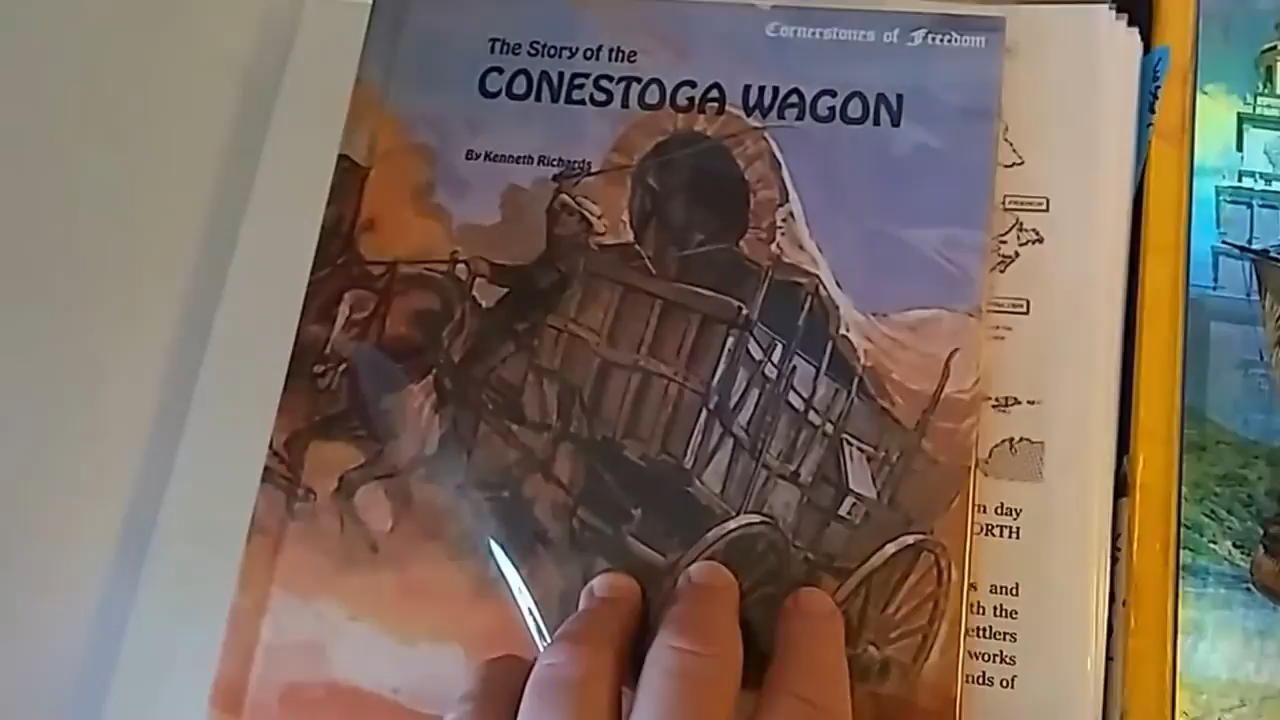 Cornerstones of Freedom
The Story of the
CONESTOGA WAGON
By Kenneth Richards
n day
ORTH
s and
th the
ettlers
works
nds of